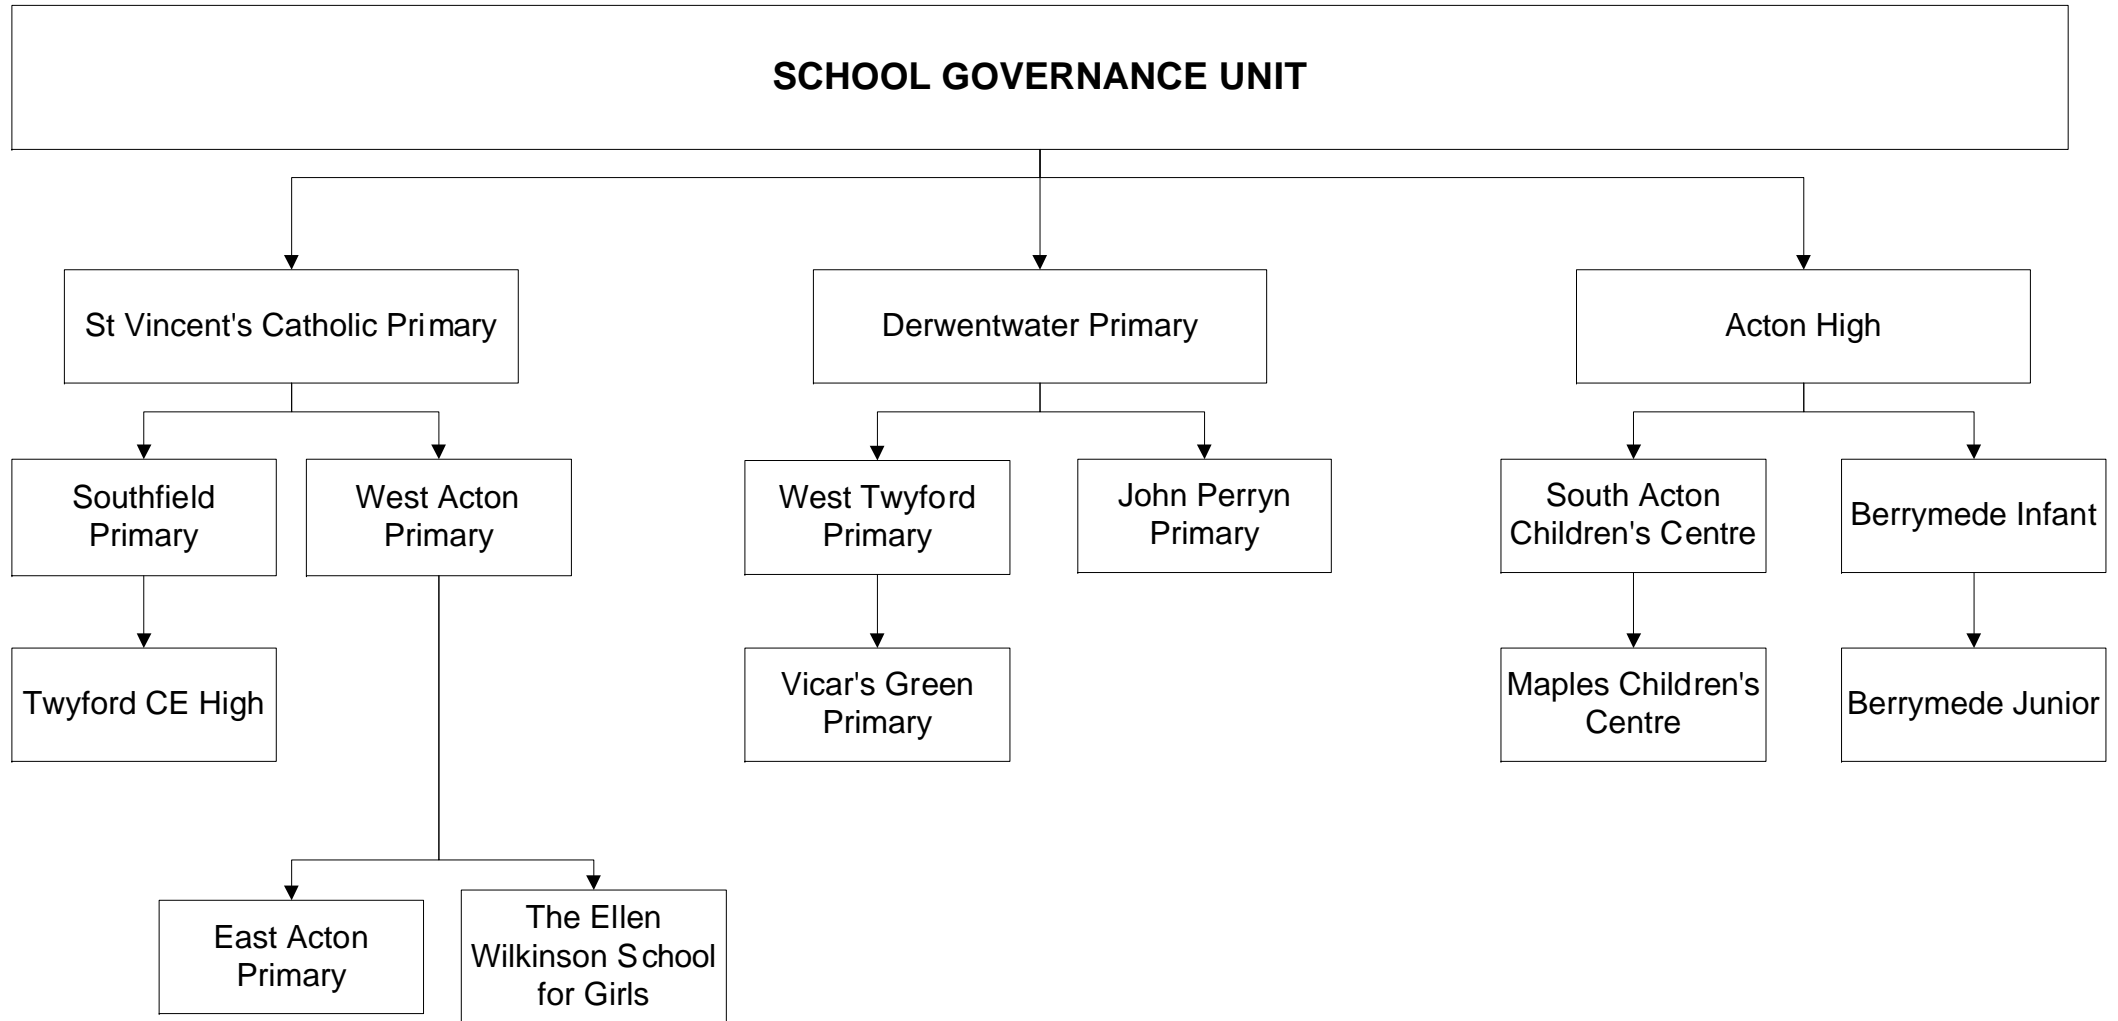 SCHOOL GOVERNANCE UNIT
St Vincent's Catholic Primary
Derwentwater Primary
Acton High
Southfield
Primary
West Acton
Primary
West Twyford
Primary
John Perryn
Primary
South Acton
Children's Centre
Berrymede Infant
Twyford CE High
Vicar's Green
Primary
Maples Children's
Centre
Berrymede Junior
East Acton
Primary
The Ellen
Wilkinson School
for Girls